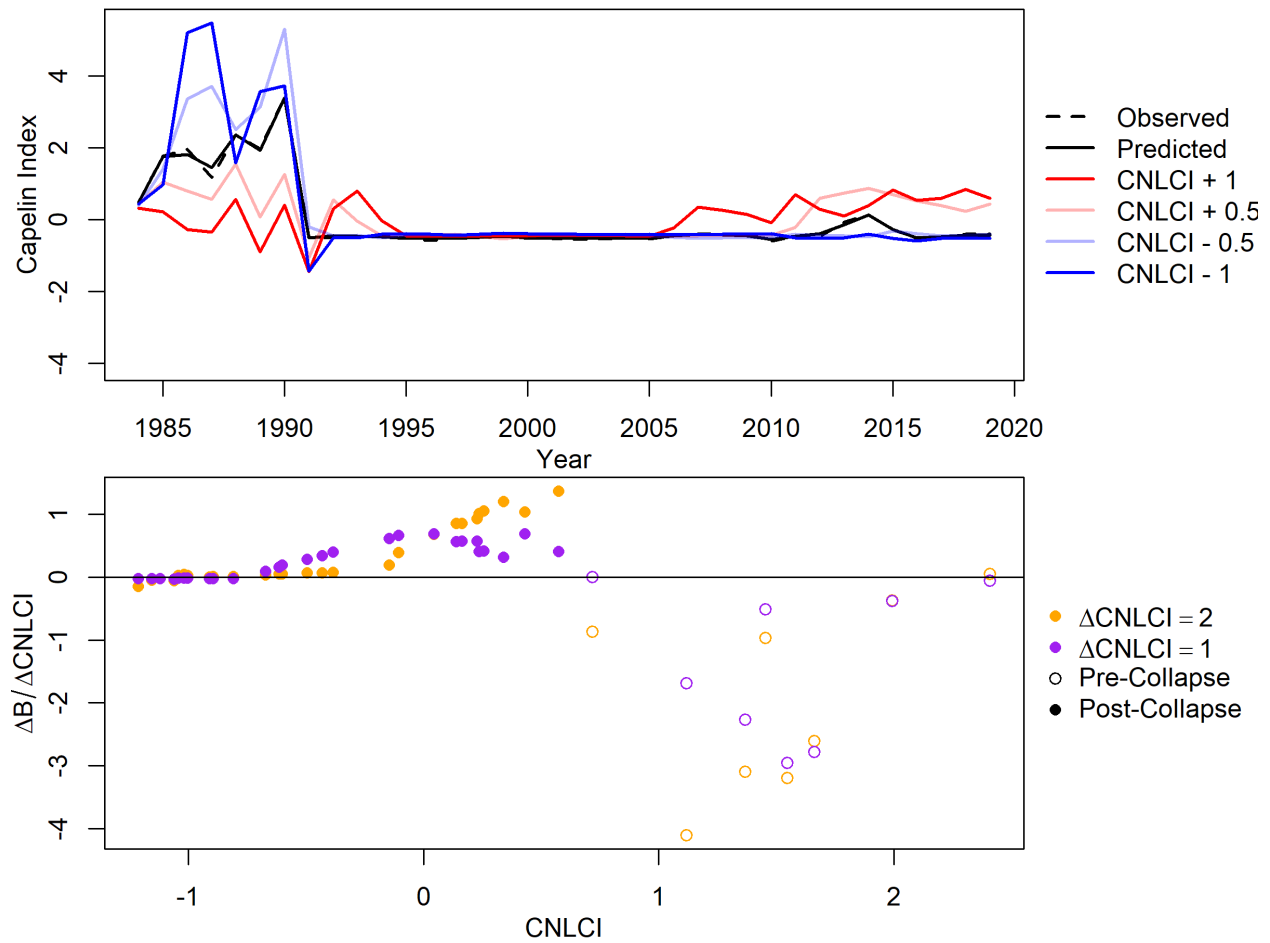 Capelin Index
4
2
0
-2
-4
1985 1990 1995 2000 2005 2010 2015 2020
Year
Observed
Predicted
CNLCI + 1
CNLCI + 0.5
CNLCI - 0.5
CNLCI - 1
ΔB/ΔCNLCI
1
0
-1
-2
-3
-4
-1 0 1 2
CNLCI
ΔCNLCI = 2
ΔCNLCI = 1
Pre-Collapse
Post-Collapse